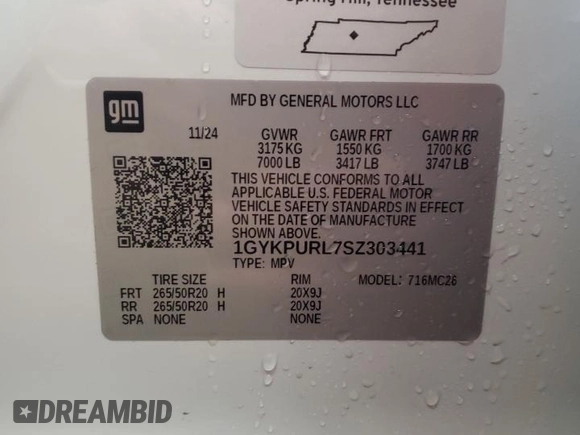 Spring Hill, Tennessee
gm
MFD BY GENERAL MOTORS LLC
11/24 GVWR GAWR FRT GAWR RR
3175 KG 1550 KG 1700 KG
7000 LB 3417 LB 3747 LB
THIS VEHICLE CONFORMS TO ALL
APPLICABLE U.S. FEDERAL MOTOR
VEHICLE SAFETY STANDARDS IN EFFECT
ON THE DATE OF MANUFACTURE
SHOWN ABOVE.
1GYKPURL7SZ303441
TYPE: MPV MODEL: 716MC26
TIRE SIZE RIM
FRT 265/50R20 H 20X9J
RR 265/50R20 H 20X9J
SPA NONE NONE
DREAMBID